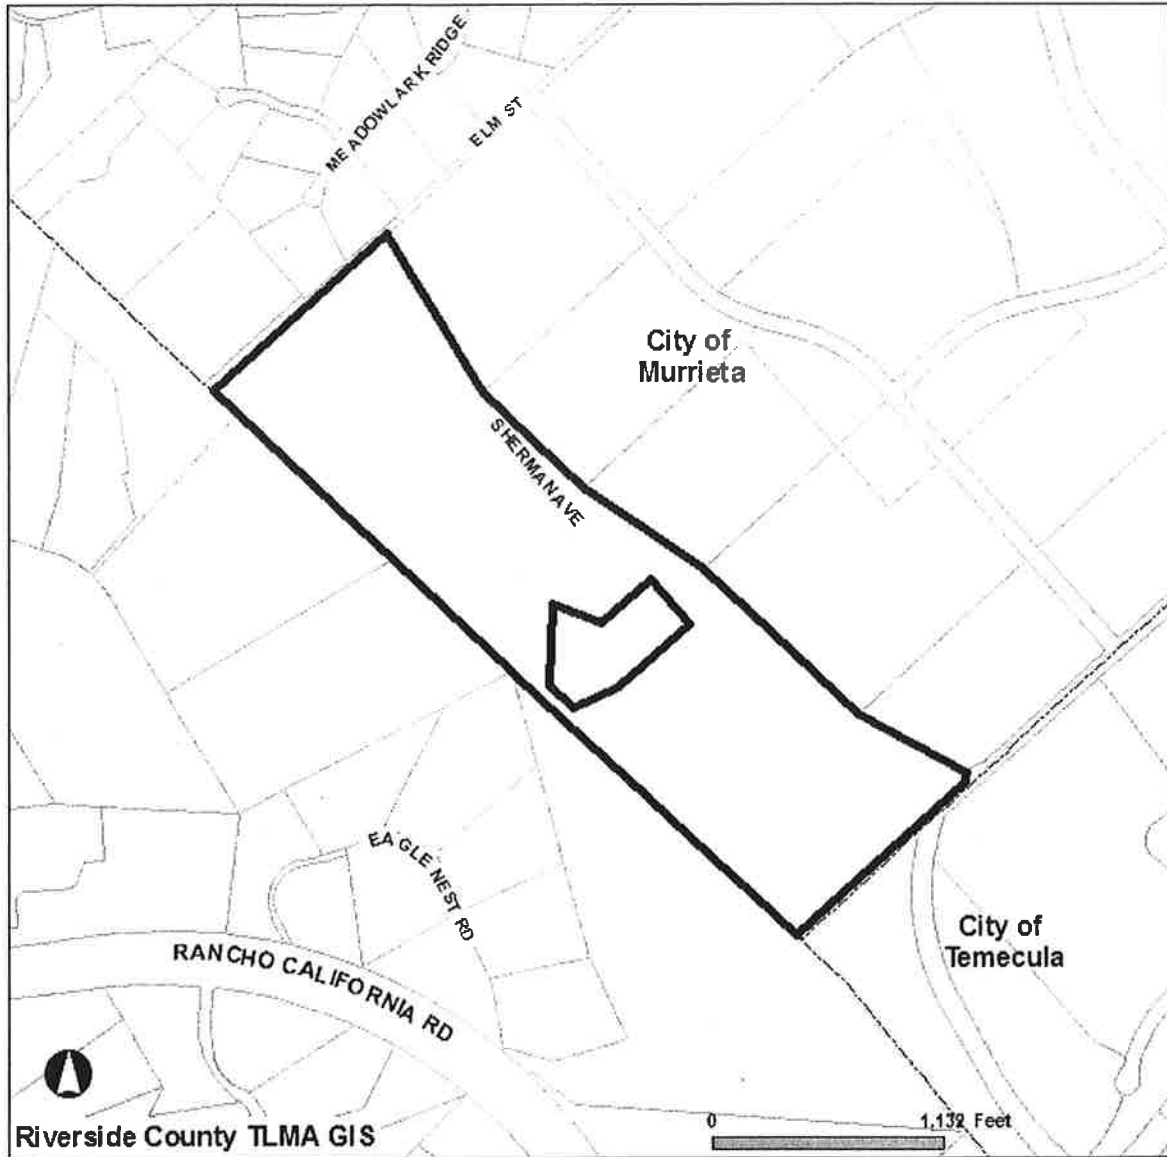 MEADOWLARK RIDGE
ELM ST
City of
Murrieta
SHERMAN AVE
EAGLE NEST RD
City of
Temecula
RANCHO CALIFORNIA RD
0 1,132 Feet
Riverside County TLMA GIS